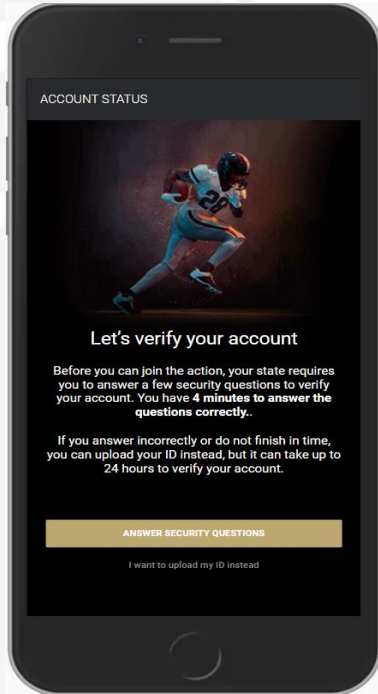 ACCOUNT STATUS
28
Let's verify your account
Before you can join the action, your state requires
you to answer a few security questions to verify
your account. You have 4 minutes to answer the
questions correctly..
If you answer incorrectly or do not finish in time,
you can upload your ID instead, but it can take up to
24 hours to verify your account.
ANSWER SECURITY QUESTIONS
I want to upload my ID instead